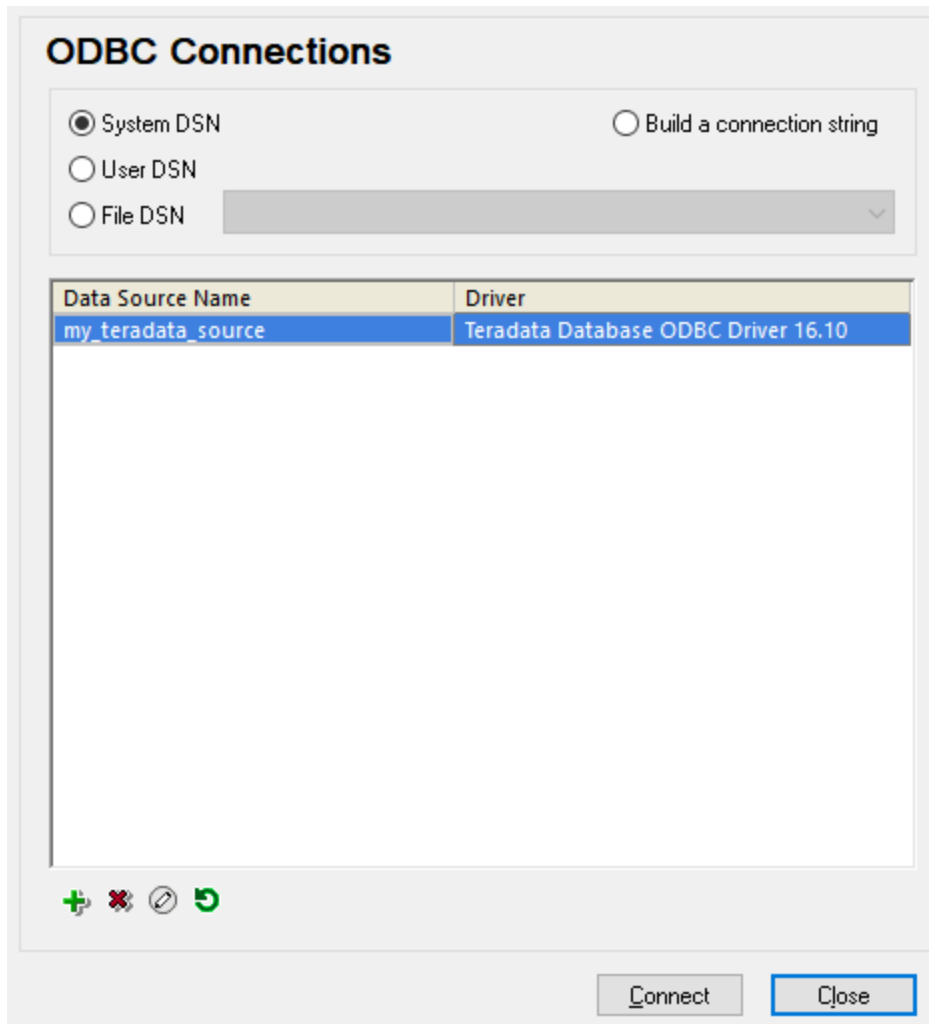 ODBC Connections
System DSN
Build a connection string
User DSN
File DSN
Data Source Name Driver
my_teradata_source Teradata Database ODBC Driver 16.10
Connect Close